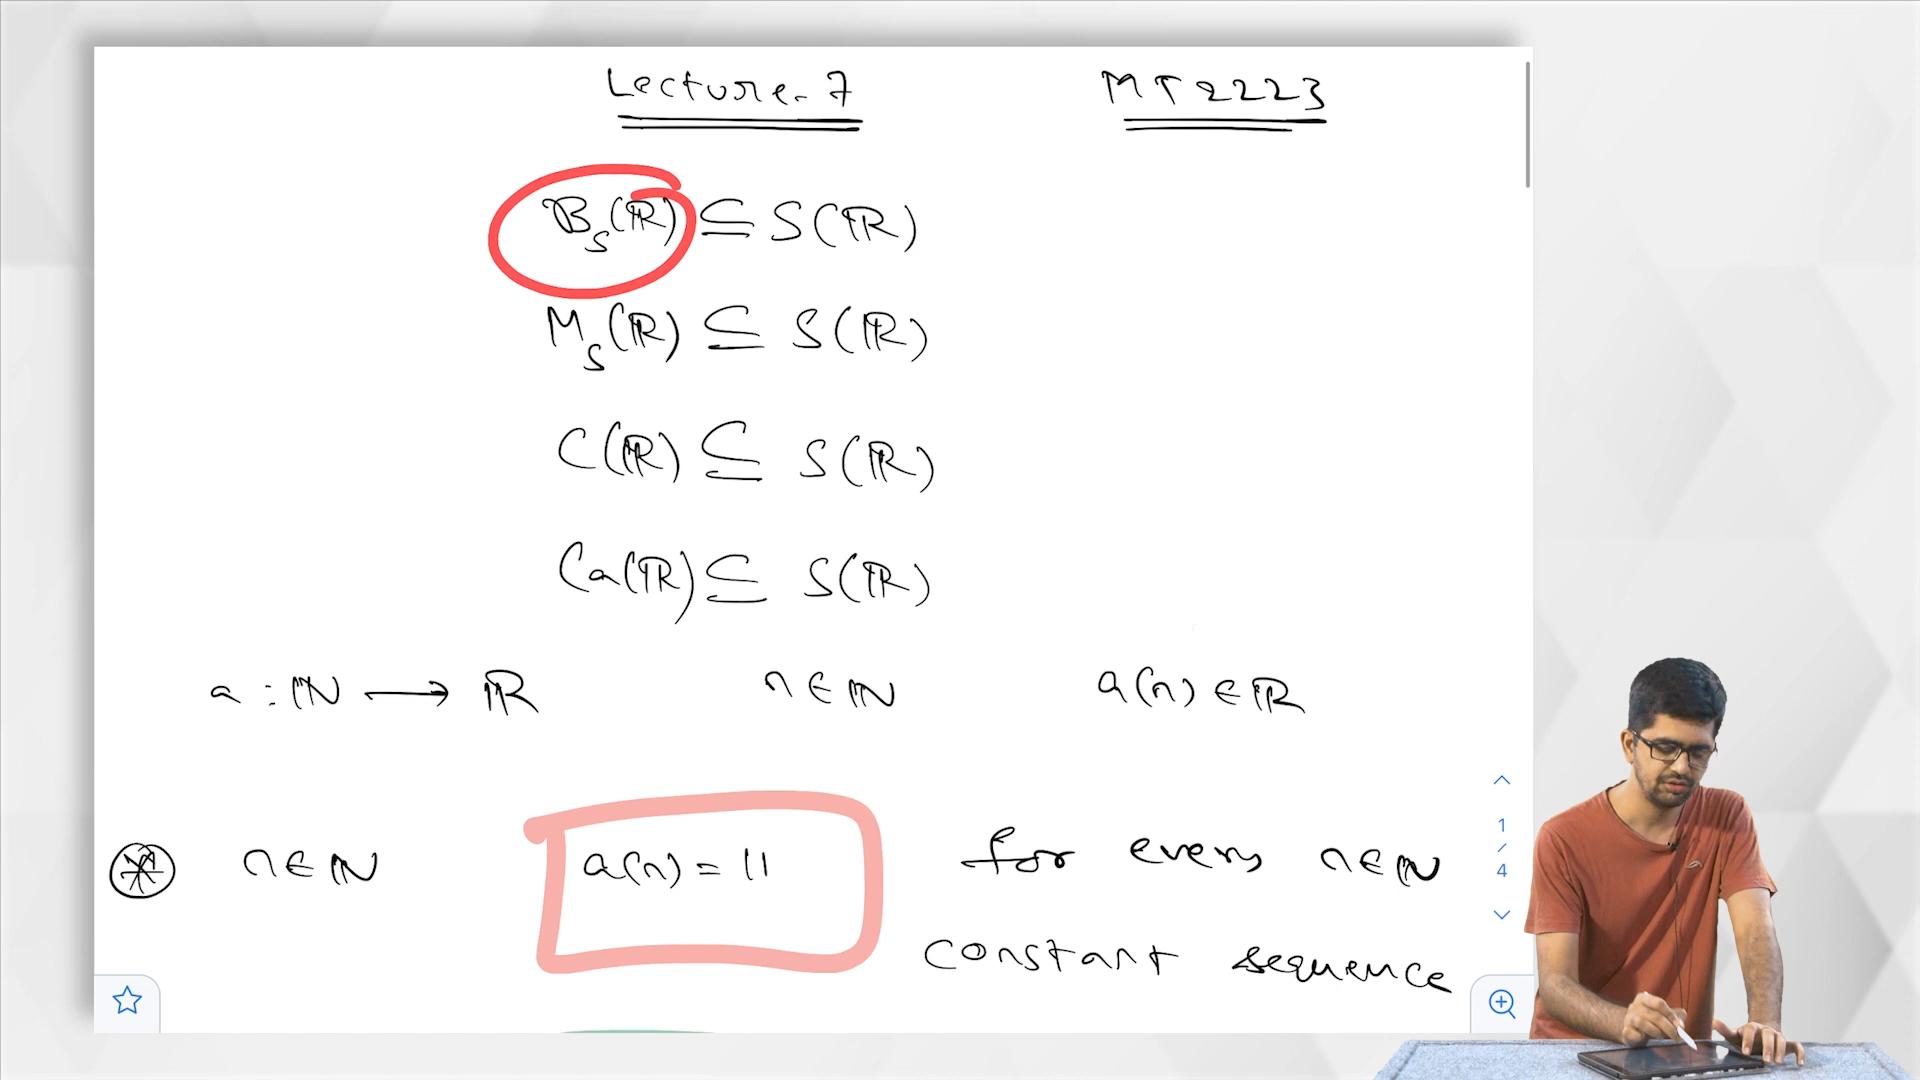 Lecture-7 MT2223
B_s(ℝ) ⊆ S(ℝ)
M_s(ℝ) ⊆ S(ℝ)
C(ℝ) ⊆ S(ℝ)
Ca(ℝ) ⊆ S(ℝ)
a : ℕ ⟶ ℝ n ∈ ℕ a(n) ∈ ℝ
⊛ n ∈ ℕ a(n) = 11 for every n ∈ ℕ
constant sequence
1
/
4